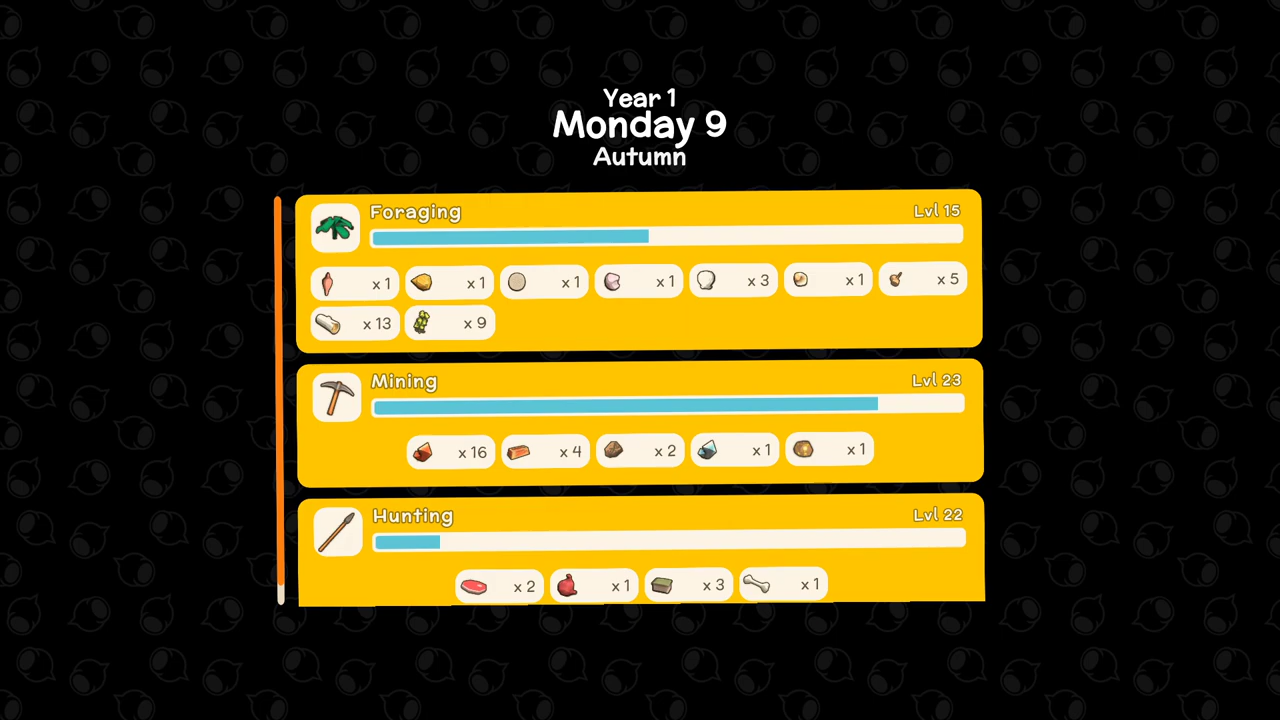 Year 1
Monday 9
Autumn
Foraging Lvl 15
x 1 x 1 x 1 x 1 x 3 x 1 x 5
x 13 x 9
Mining Lvl 23
x 16 x 4 x 2 x 1 x 1
Hunting Lvl 22
x 2 x 1 x 3 x 1